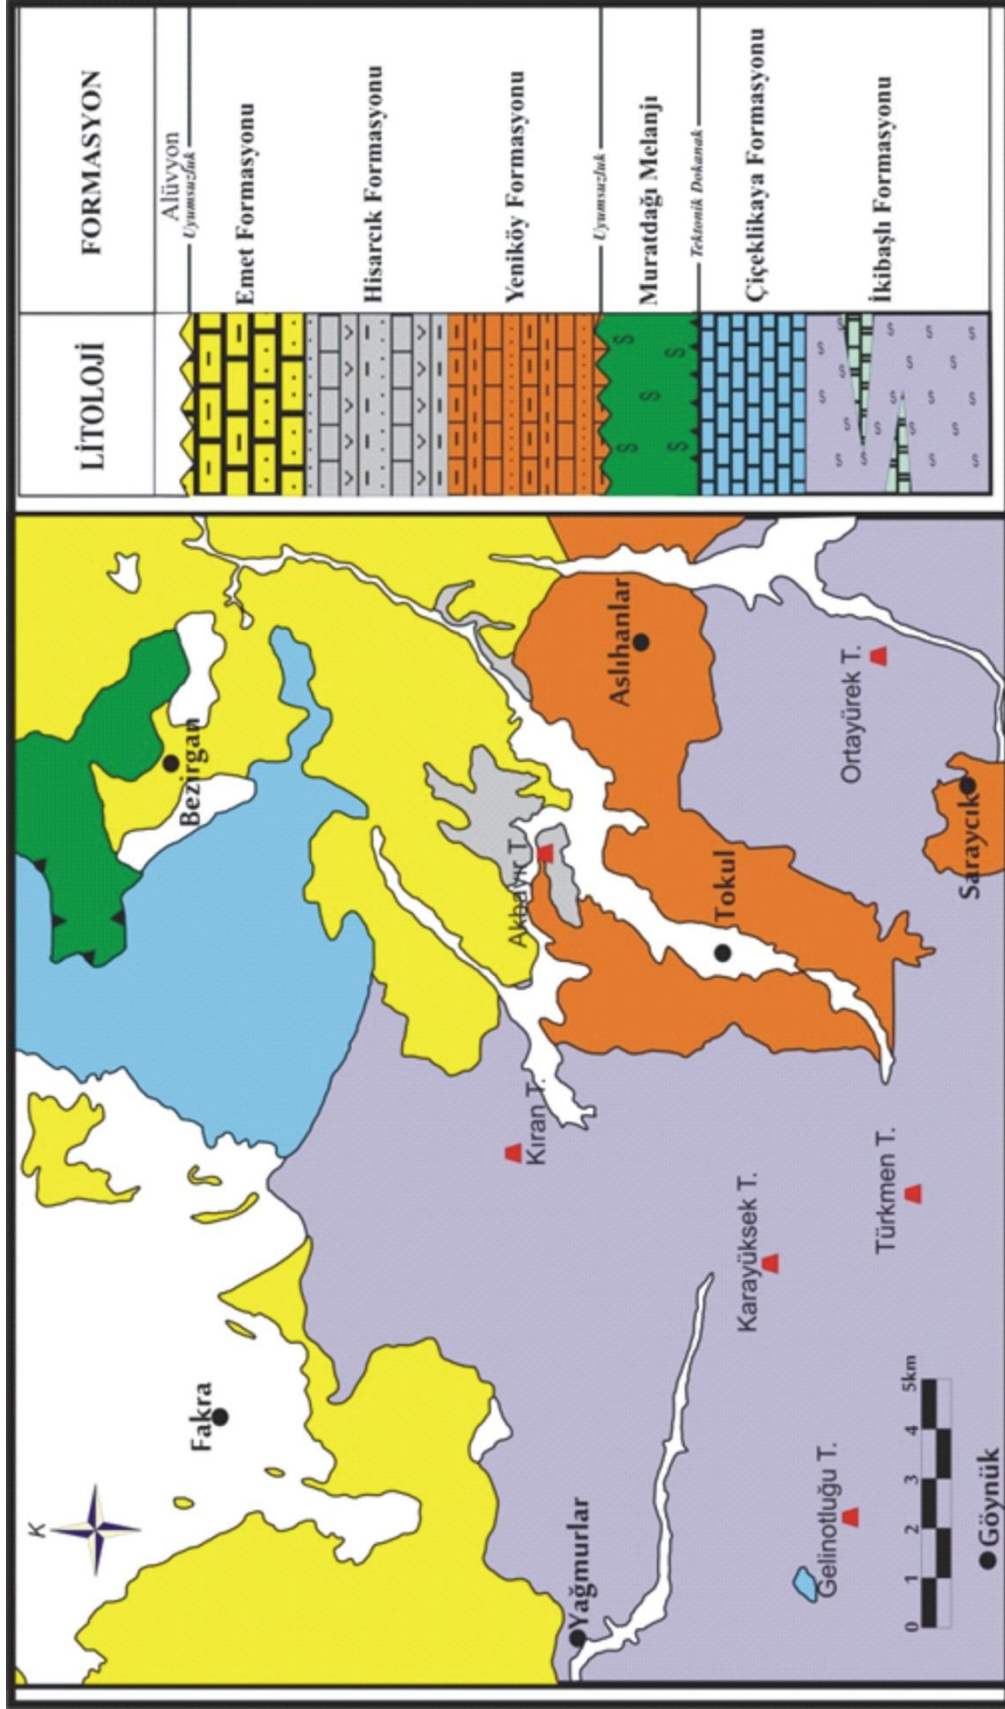 LİTOLOJİ
FORMASYON
Alüvyon
Uyumsuzluk
Emet Formasyonu
Hisarcık Formasyonu
Yeniköy Formasyonu
Uyumsuzluk
Muratdağı Melanjı
Tektonik Dokanak
Çiçeklikaya Formasyonu
İkibaşlı Formasyonu
K
Fakra
Bezirgan
Yağmurlar
Kıran T.
Akbayır T.
Aslıhanlar
Karayüksek T.
Tokul
Gelinotluğu T.
Türkmen T.
Ortayürek T.
0 1 2 3 4 5km
Göynük
Saraycık